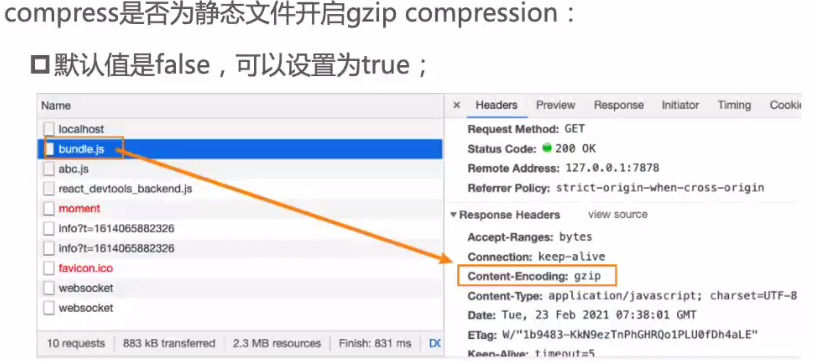 compress是否为静态文件开启gzip compression：
默认值是false，可以设置为true；
Name
localhost
bundle.js
abc.js
react_devtools_backend.js
moment
info?t=1614065882326
info?t=1614065882326
favicon.ico
websocket
websocket
10 requests 883 kB transferred 2.3 MB resources Finish: 831 ms DC
× Headers Preview Response Initiator Timing Cookie
Request Method: GET
Status Code: 200 OK
Remote Address: 127.0.0.1:7878
Referrer Policy: strict-origin-when-cross-origin
Response Headers view source
Accept-Ranges: bytes
Connection: keep-alive
Content-Encoding: gzip
Content-Type: application/javascript; charset=UTF-8
Date: Tue, 23 Feb 2021 07:38:01 GMT
ETag: W/"1b9483-KkN9ezTnPhGHRQo1PLU0fDh4aLE"
Keep-Alive: timeout=5